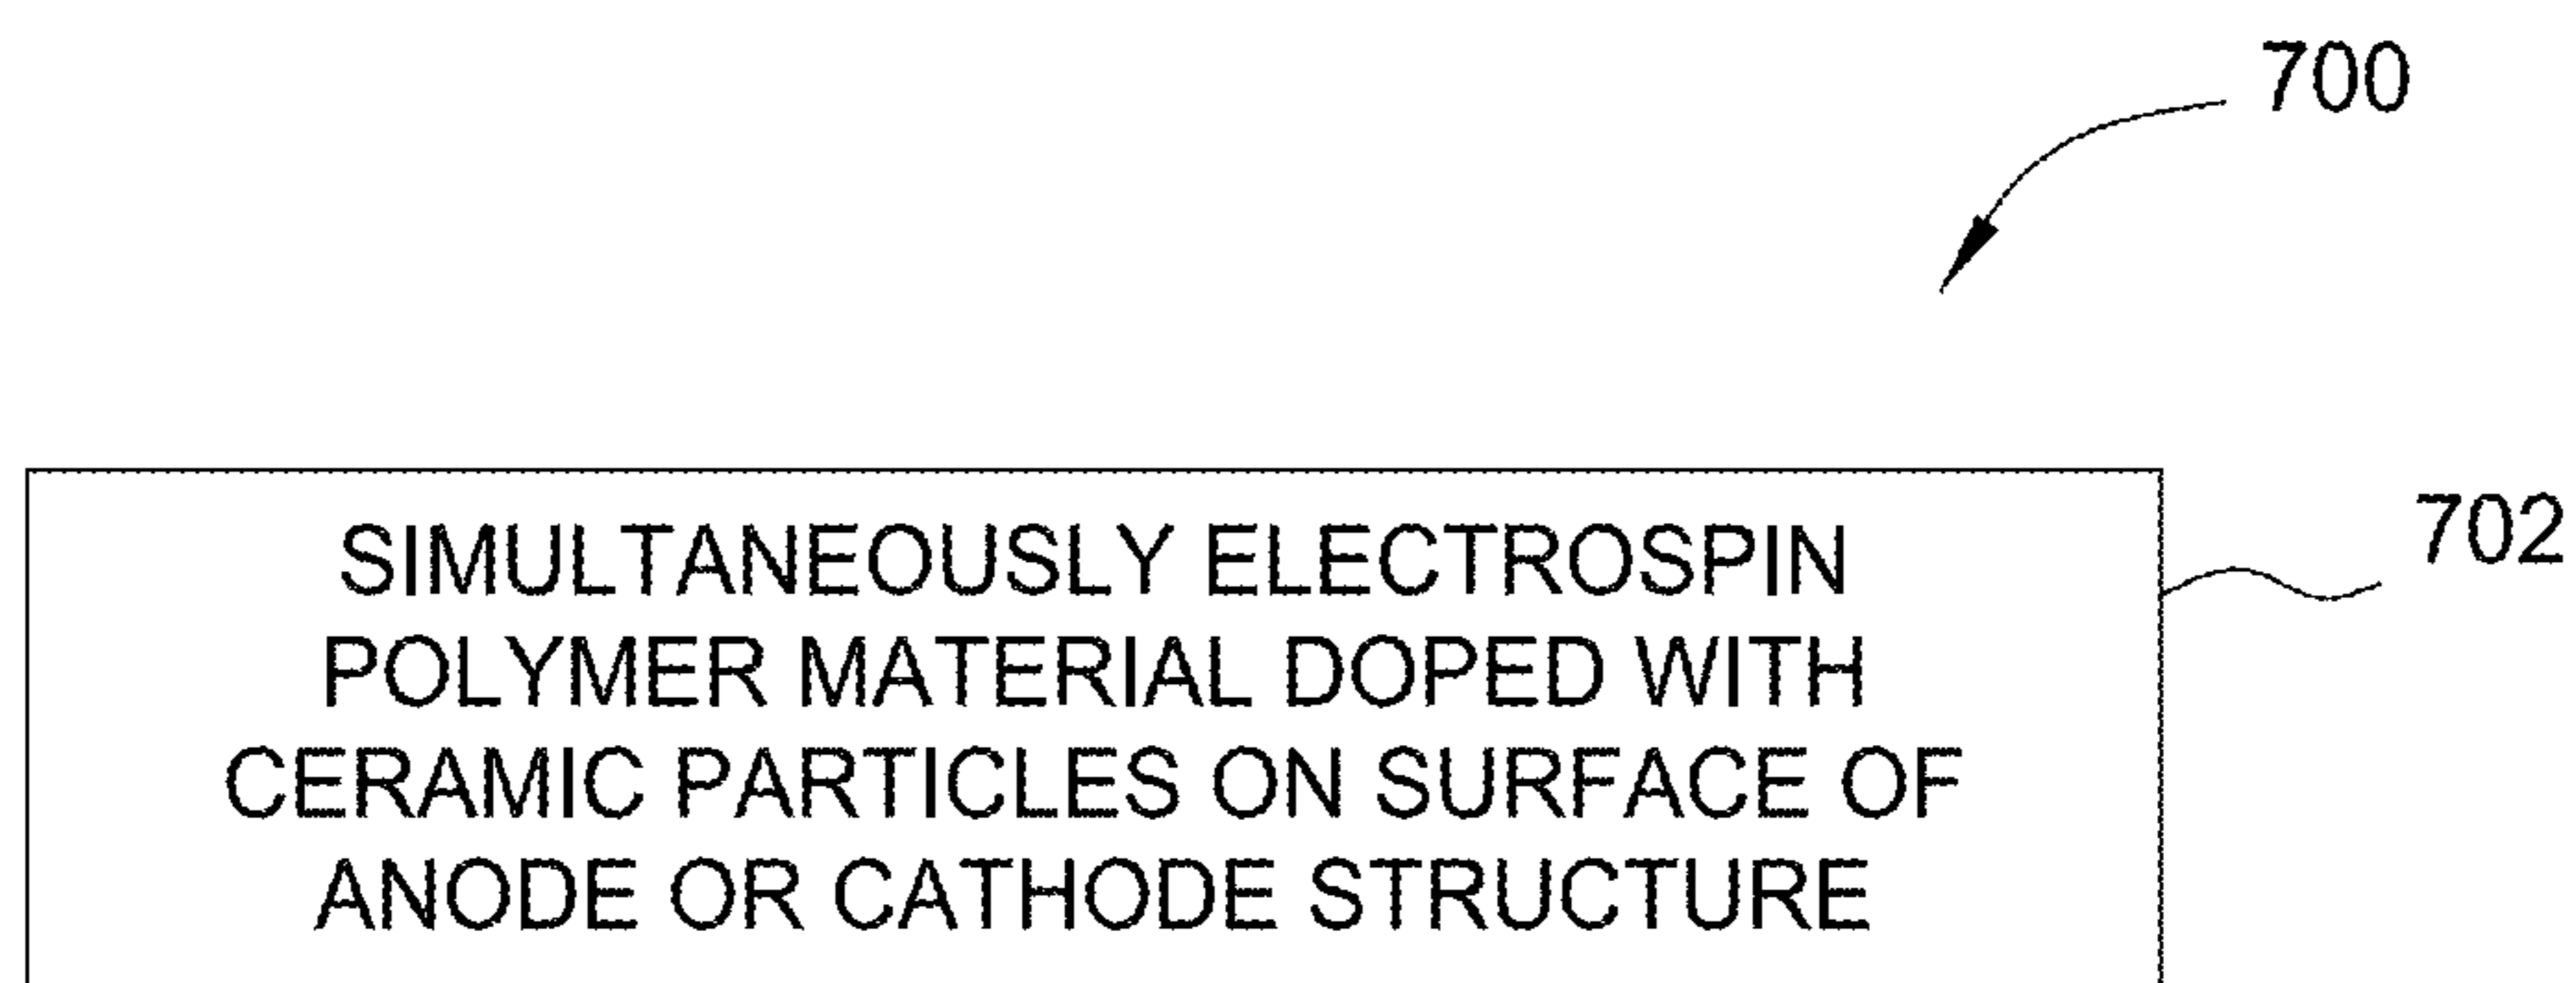 700
702
SIMULTANEOUSLY ELECTROSPIN
POLYMER MATERIAL DOPED WITH
CERAMIC PARTICLES ON SURFACE OF
ANODE OR CATHODE STRUCTURE